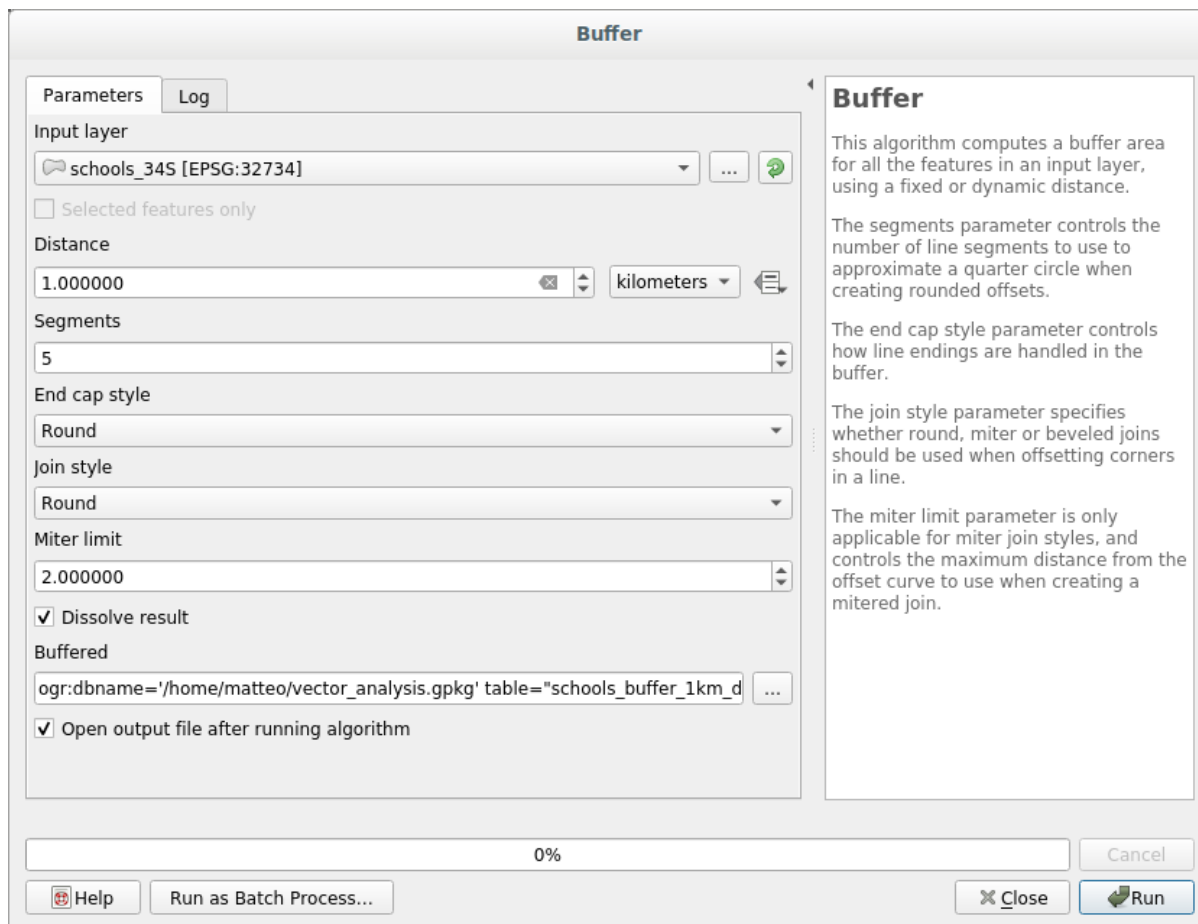 Buffer
Parameters
Log
Input layer
schools_34S [EPSG:32734]
...
Selected features only
Distance
1.000000
kilometers
Segments
5
End cap style
Round
Join style
Round
Miter limit
2.000000
Dissolve result
Buffered
ogr:dbname='/home/matteo/vector_analysis.gpkg' table="schools_buffer_1km_d
...
Open output file after running algorithm
Buffer
This algorithm computes a buffer area
for all the features in an input layer,
using a fixed or dynamic distance.
The segments parameter controls the
number of line segments to use to
approximate a quarter circle when
creating rounded offsets.
The end cap style parameter controls
how line endings are handled in the
buffer.
The join style parameter specifies
whether round, miter or beveled joins
should be used when offsetting corners
in a line.
The miter limit parameter is only
applicable for miter join styles, and
controls the maximum distance from the
offset curve to use when creating a
mitered join.
0%
Cancel
Help
Run as Batch Process...
Close
Run